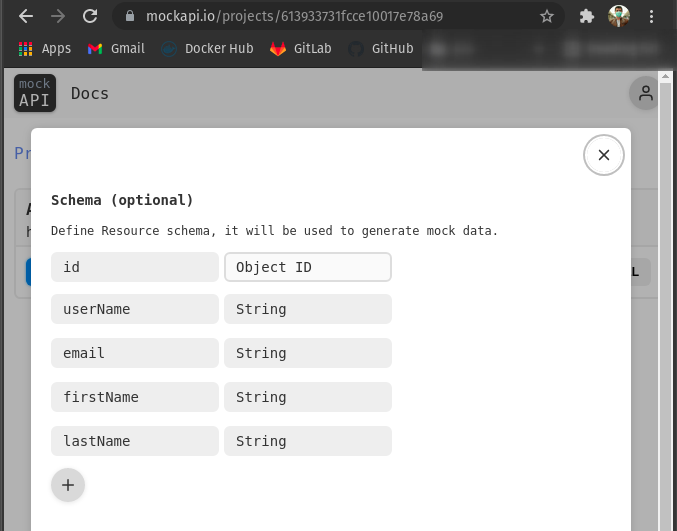 mockapi.io/projects/613933731fcce10017e78a69
Apps Gmail Docker Hub GitLab GitHub
mock
API
Docs
Pr
A
h
L
Schema (optional)
Define Resource schema, it will be used to generate mock data.
id Object ID
userName String
email String
firstName String
lastName String